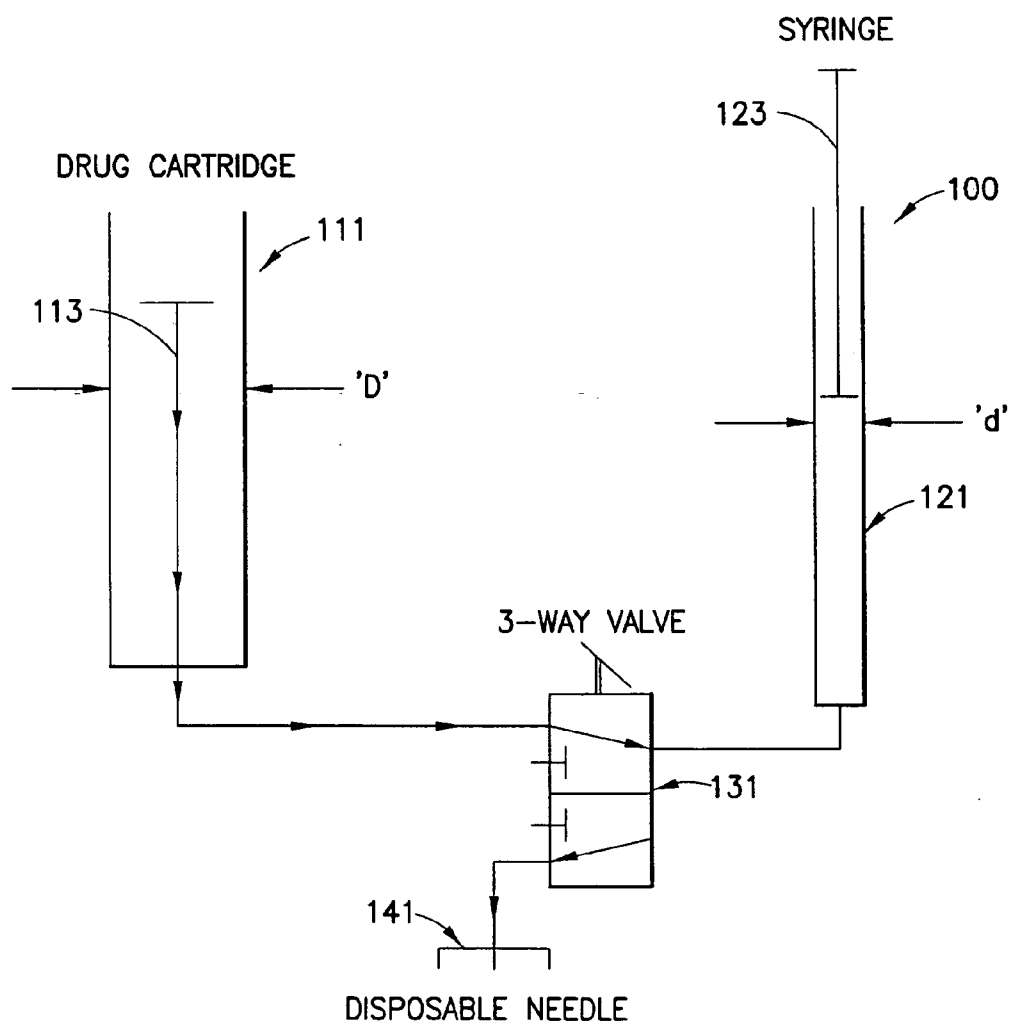 SYRINGE
123
DRUG CARTRIDGE
100
111
113
'D'
'd'
121
3-WAY VALVE
131
141
DISPOSABLE NEEDLE